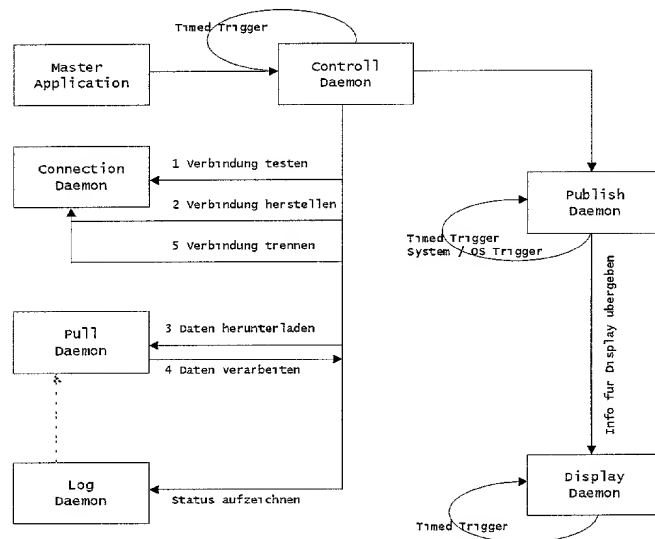 Timed Trigger
Master
Application
Controll
Daemon
1 Verbindung testen
Connection
Daemon
2 Verbindung herstellen
5 Verbindung trennen
Publish
Daemon
Timed Trigger
System / OS Trigger
Info fur Display ubergeben
Pull
Daemon
3 Daten herunterladen
4 Daten verarbeiten
Log
Daemon
Status aufzeichnen
Display
Daemon
Timed Trigger